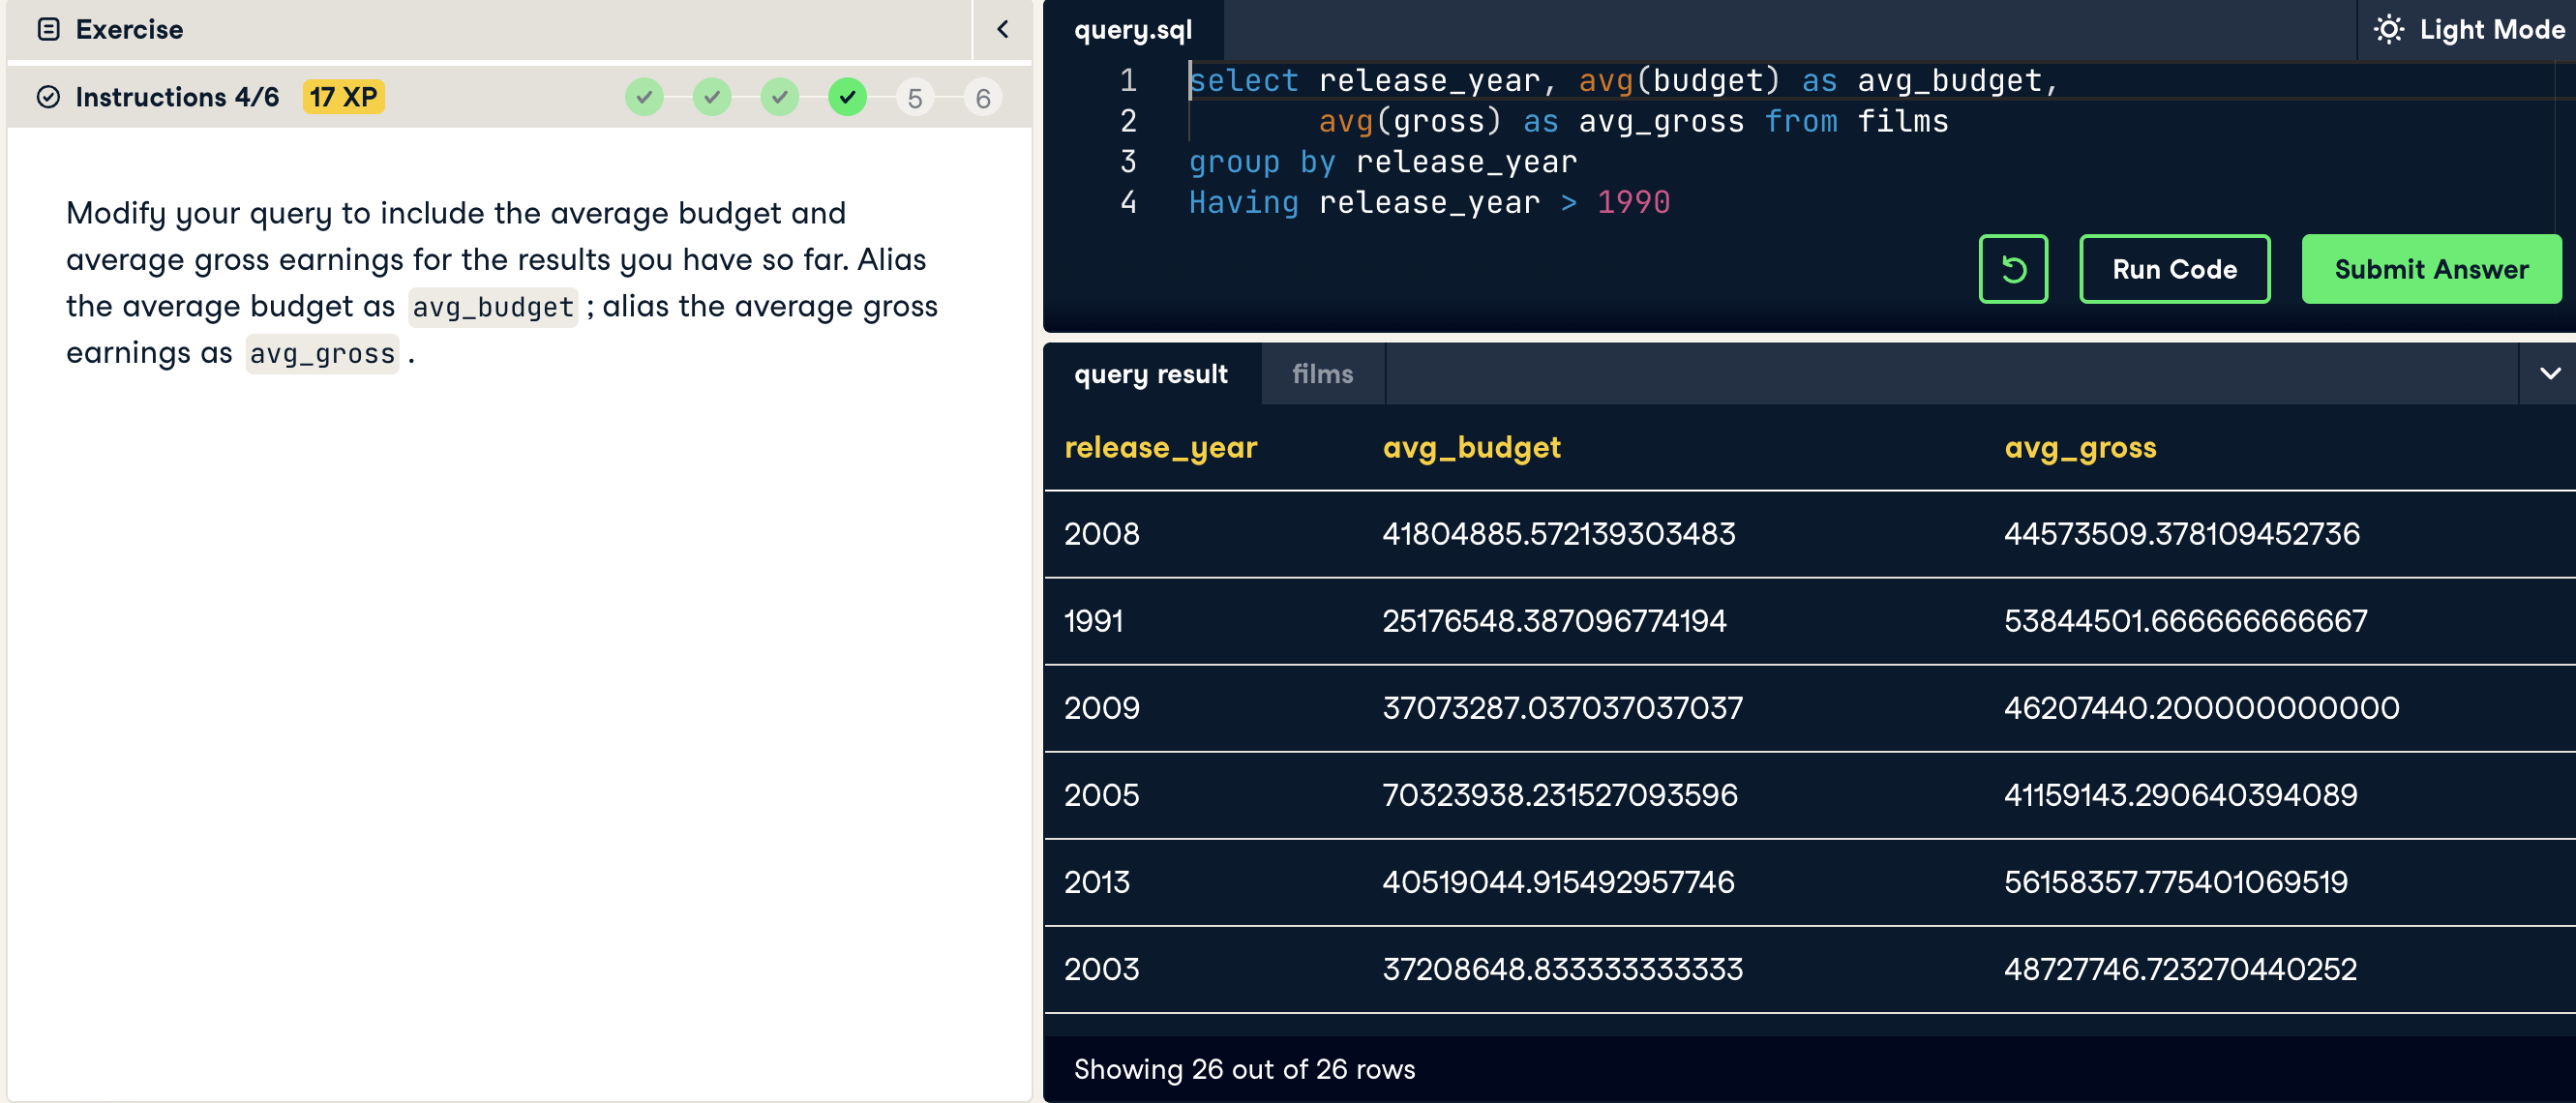 Exercise
Instructions 4/6 17 XP 5 6
Modify your query to include the average budget and
average gross earnings for the results you have so far. Alias
the average budget as avg_budget ; alias the average gross
earnings as avg_gross .
query.sql Light Mode
1 select release_year, avg(budget) as avg_budget,
2 avg(gross) as avg_gross from films
3 group by release_year
4 Having release_year > 1990
Run Code Submit Answer
query result films
release_year avg_budget avg_gross
2008 41804885.572139303483 44573509.378109452736
1991 25176548.387096774194 53844501.666666666667
2009 37073287.037037037037 46207440.200000000000
2005 70323938.231527093596 41159143.290640394089
2013 40519044.915492957746 56158357.775401069519
2003 37208648.833333333333 48727746.723270440252
Showing 26 out of 26 rows